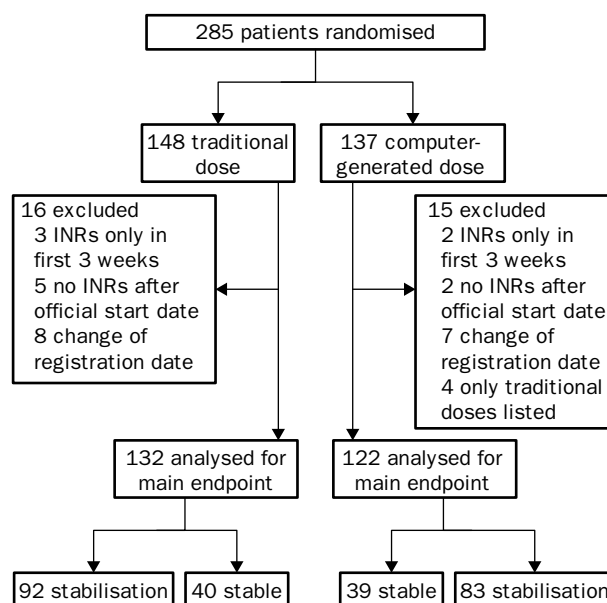 285 patients randomised
148 traditional
dose
137 computer-
generated dose
16 excluded
3 INRs only in
first 3 weeks
5 no INRs after
official start date
8 change of
registration date
15 excluded
2 INRs only in
first 3 weeks
2 no INRs after
official start date
7 change of
registration date
4 only traditional
doses listed
132 analysed for
main endpoint
122 analysed for
main endpoint
92 stabilisation
40 stable
39 stable
83 stabilisation